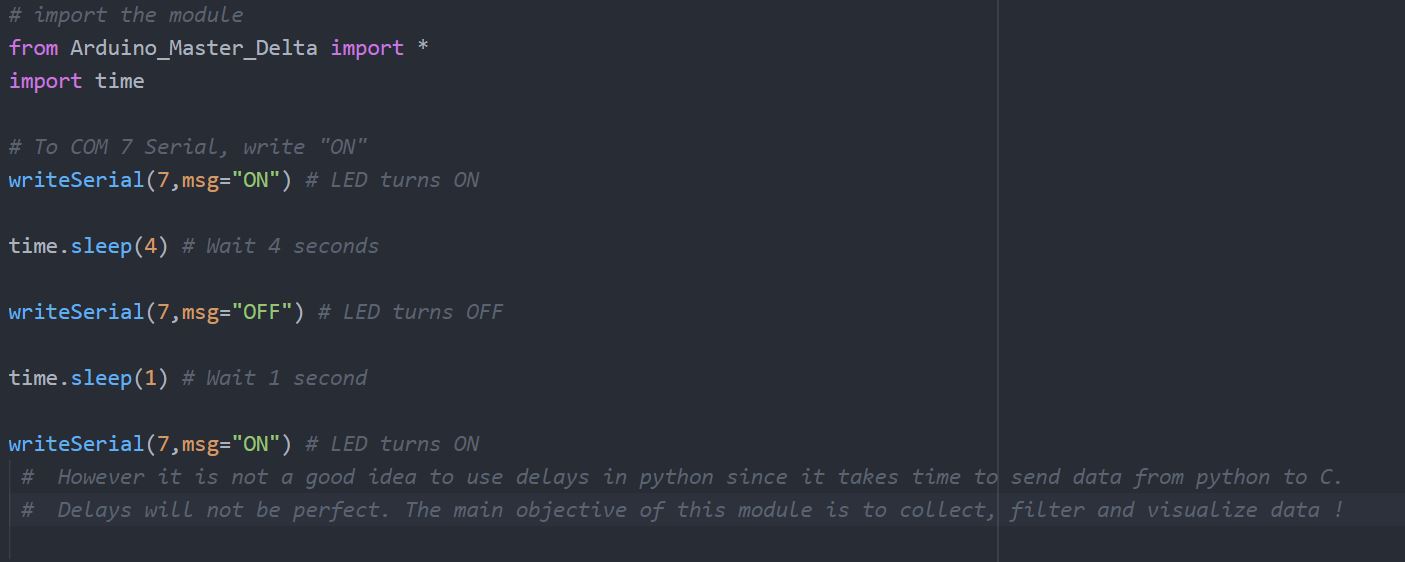 # import the module
from Arduino_Master_Delta import *
import time
# To COM 7 Serial, write "ON"
writeSerial(7,msg="ON") # LED turns ON
time.sleep(4) # Wait 4 seconds
writeSerial(7,msg="OFF") # LED turns OFF
time.sleep(1) # Wait 1 second
writeSerial(7,msg="ON") # LED turns ON
#  However it is not a good idea to use delays in python since it takes time to send data from python to C.
#  Delays will not be perfect. The main objective of this module is to collect, filter and visualize data !